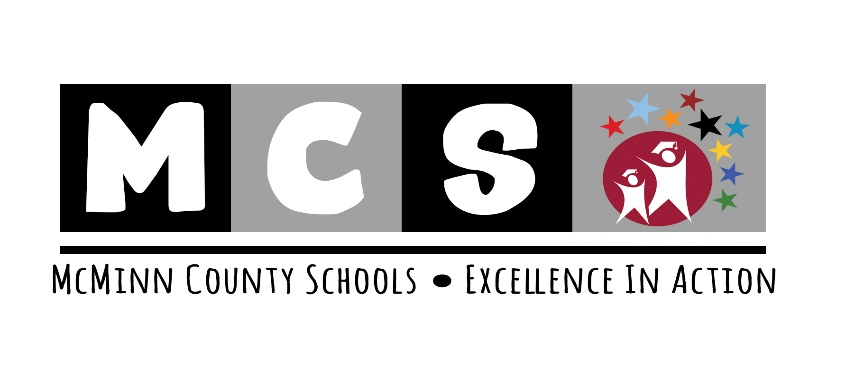 MCS
McMinn County Schools • Excellence In Action